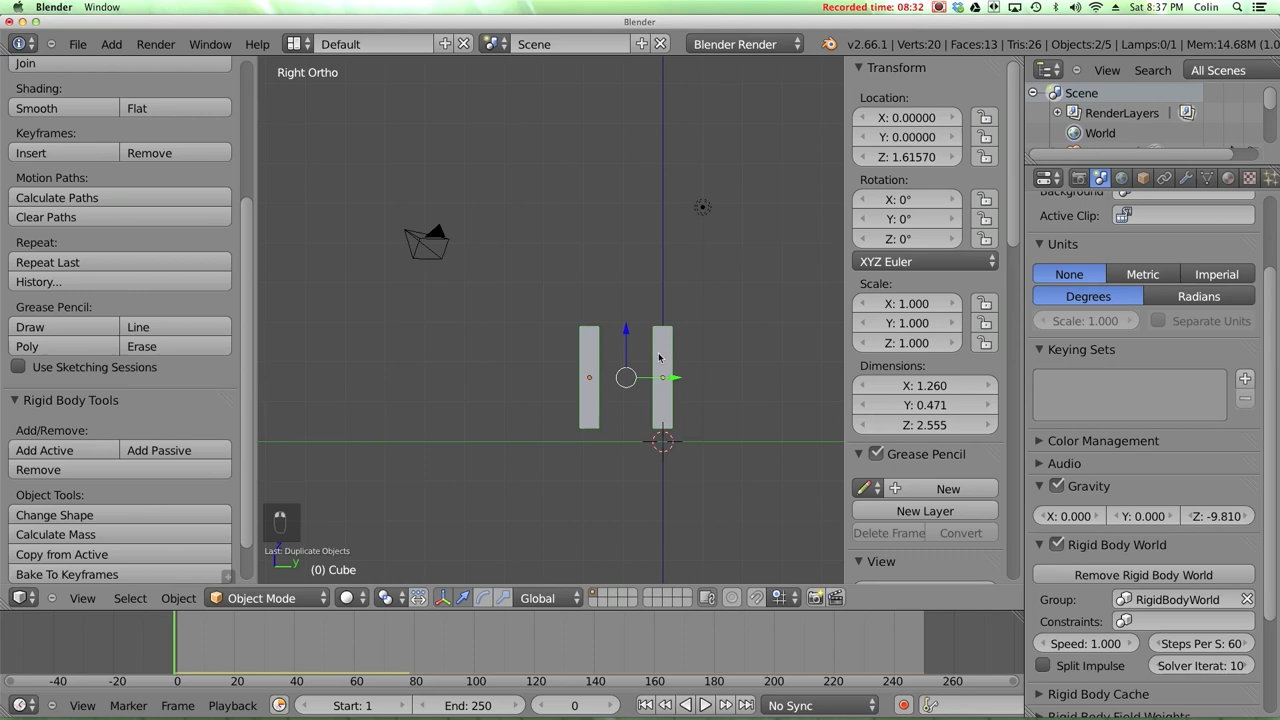 Blender Window Recorded time: 08:32 Sat 8:37 PM Colin
Blender
File Add Render Window Help Default Scene Blender Render v2.66.1 | Verts:20 | Faces:13 | Tris:26 | Objects:2/5 | Lamps:0/1 | Mem:14.68M (1.0
Join
Shading:
Smooth Flat
Keyframes:
Insert Remove
Motion Paths:
Calculate Paths
Clear Paths
Repeat:
Repeat Last
History...
Grease Pencil:
Draw Line
Poly Erase
Use Sketching Sessions
Rigid Body Tools
Add/Remove:
Add Active Add Passive
Remove
Object Tools:
Change Shape
Calculate Mass
Copy from Active
Bake To Keyframes
Right Ortho
Last: Duplicate Objects
z
y
(0) Cube
Transform
Location:
X: 0.00000
Y: 0.00000
Z: 1.61570
Rotation:
X: 0°
Y: 0°
Z: 0°
XYZ Euler
Scale:
X: 1.000
Y: 1.000
Z: 1.000
Dimensions:
X: 1.260
Y: 0.471
Z: 2.555
Grease Pencil
New
New Layer
Delete Frame Convert
View
View Search All Scenes
Scene
RenderLayers |
World
Background
Active Clip:
Units
None Metric Imperial
Degrees Radians
Scale: 1.000 Separate Units
Keying Sets
Color Management
Audio
Gravity
X: 0.000 Y: 0.000 Z: -9.810
Rigid Body World
Remove Rigid Body World
Group: RigidBodyWorld
Constraints:
Speed: 1.000 Steps Per S: 60
Split Impulse Solver Iterat: 10
Rigid Body Cache
Rigid Body Field Weights
View Select Object Object Mode Global
-40 -20 0 20 40 60 80 100 120 140 160 180 200 220 240 260
View Marker Frame Playback Start: 1 End: 250 0 No Sync